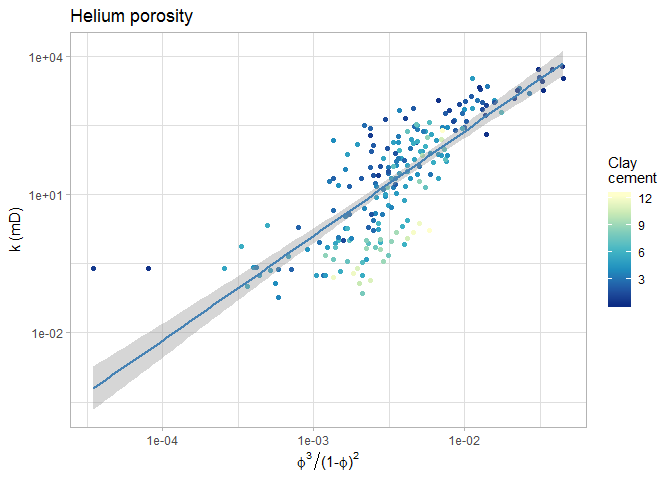 Helium porosity
1e+04
1e+01
1e-02
k (mD)
1e-04
1e-03
1e-02
ϕ³/(1-ϕ)²
Clay
cement
12
9
6
3